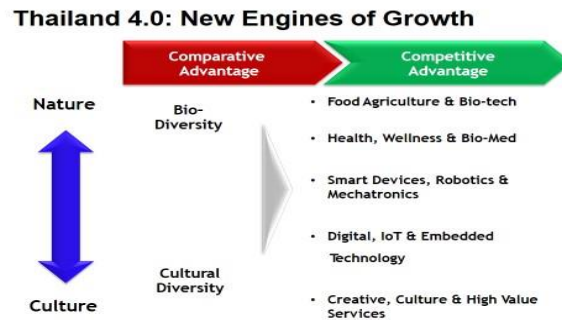 Thailand 4.0: New Engines of Growth
Comparative
Advantage
Competitive
Advantage
Nature
Bio-
Diversity
• Food Agriculture & Bio-tech
• Health, Wellness & Bio-Med
• Smart Devices, Robotics &
Mechatronics
• Digital, IoT & Embedded
Technology
Cultural
Diversity
Culture
• Creative, Culture & High Value
Services